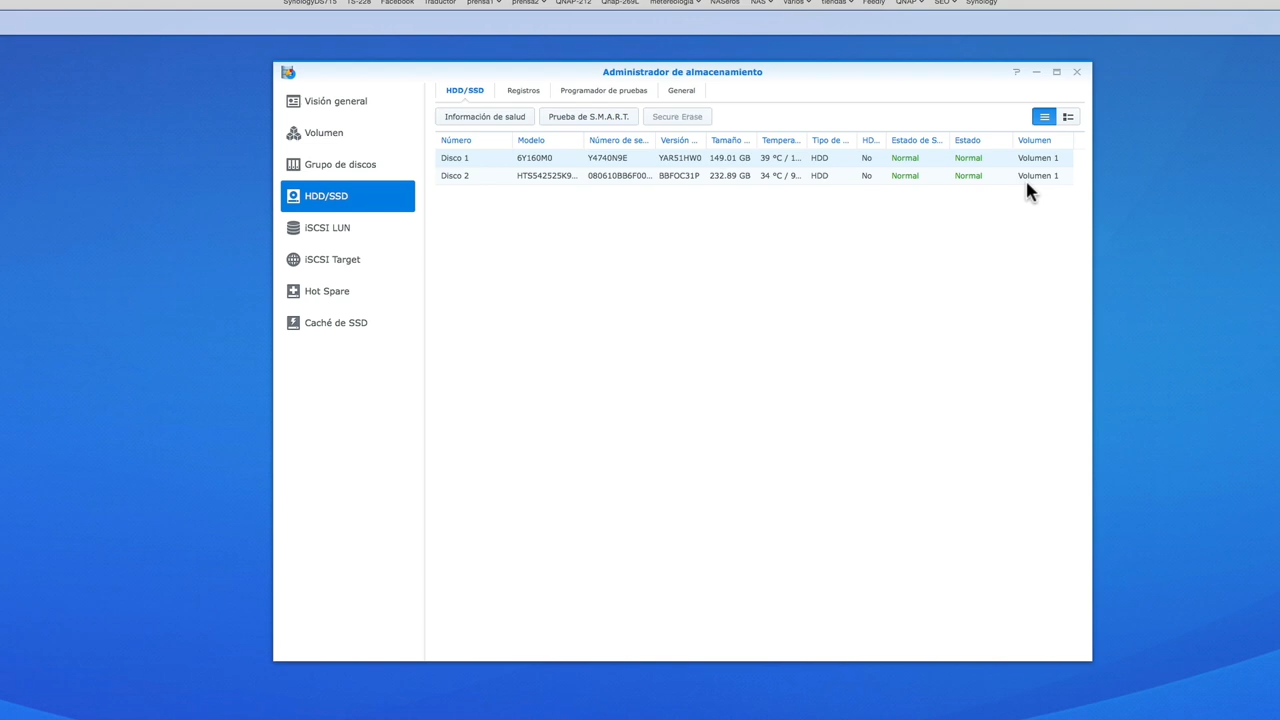 SynologyDS715 TS-228 Facebook Traductor prensa1 prensa2 QNAP-212 Qnap-269L metereologia NASeros NAS Varios tiendas Feedly QNAP SEO Synology
Administrador de almacenamiento
?
Visión general
Volumen
Grupo de discos
HDD/SSD
iSCSI LUN
iSCSI Target
Hot Spare
Caché de SSD
HDD/SSD Registros Programador de pruebas General
Información de salud Prueba de S.M.A.R.T. Secure Erase
Número Modelo Número de se... Versión ... Tamaño ... Tempera... Tipo de ... HD... Estado de S... Estado Volumen
Disco 1 6Y160M0 Y4740N9E YAR51HW0 149.01 GB 39 °C / 1... HDD No Normal Normal Volumen 1
Disco 2 HTS542525K9... 080610BB6F00... BBFOC31P 232.89 GB 34 °C / 9... HDD No Normal Normal Volumen 1